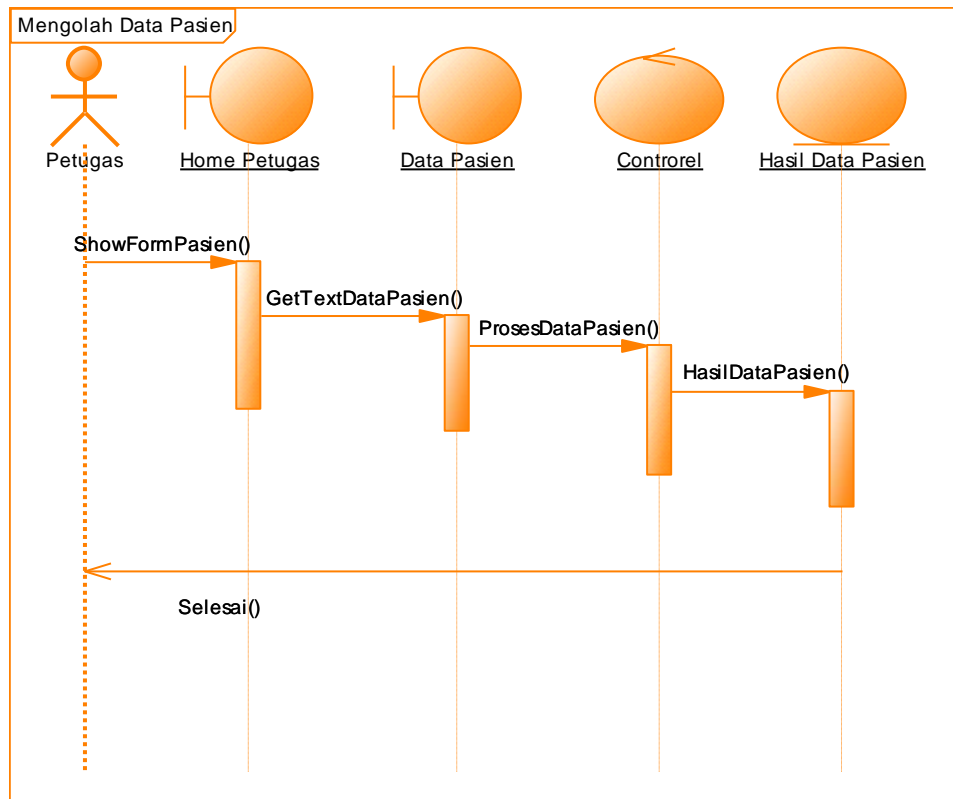 Mengolah Data Pasien
Petugas
Home Petugas
Data Pasien
Controrel
Hasil Data Pasien
ShowFormPasien()
GetTextDataPasien()
ProsesDataPasien()
HasilDataPasien()
Selesai()